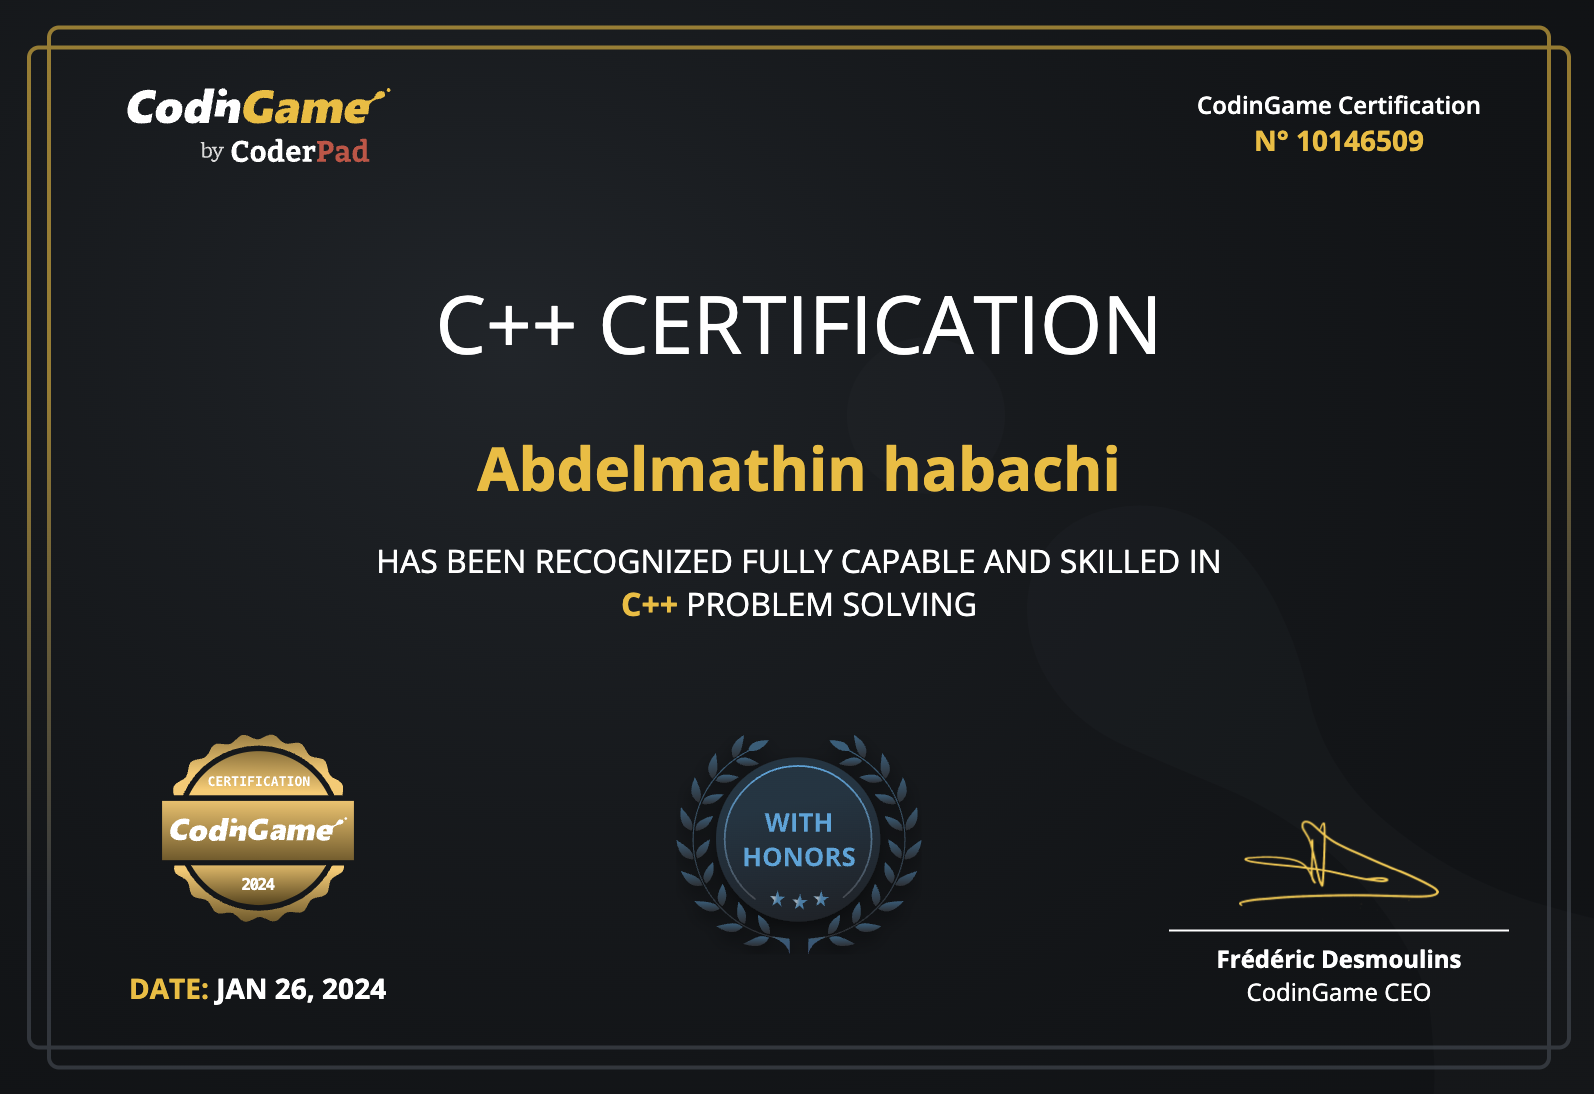 CodinGame
by CoderPad
CodinGame Certification
N° 10146509
C++ CERTIFICATION
Abdelmathin habachi
HAS BEEN RECOGNIZED FULLY CAPABLE AND SKILLED IN
C++ PROBLEM SOLVING
CERTIFICATION
CodinGame
2024
WITH
HONORS
DATE: JAN 26, 2024
Frédéric Desmoulins
CodinGame CEO